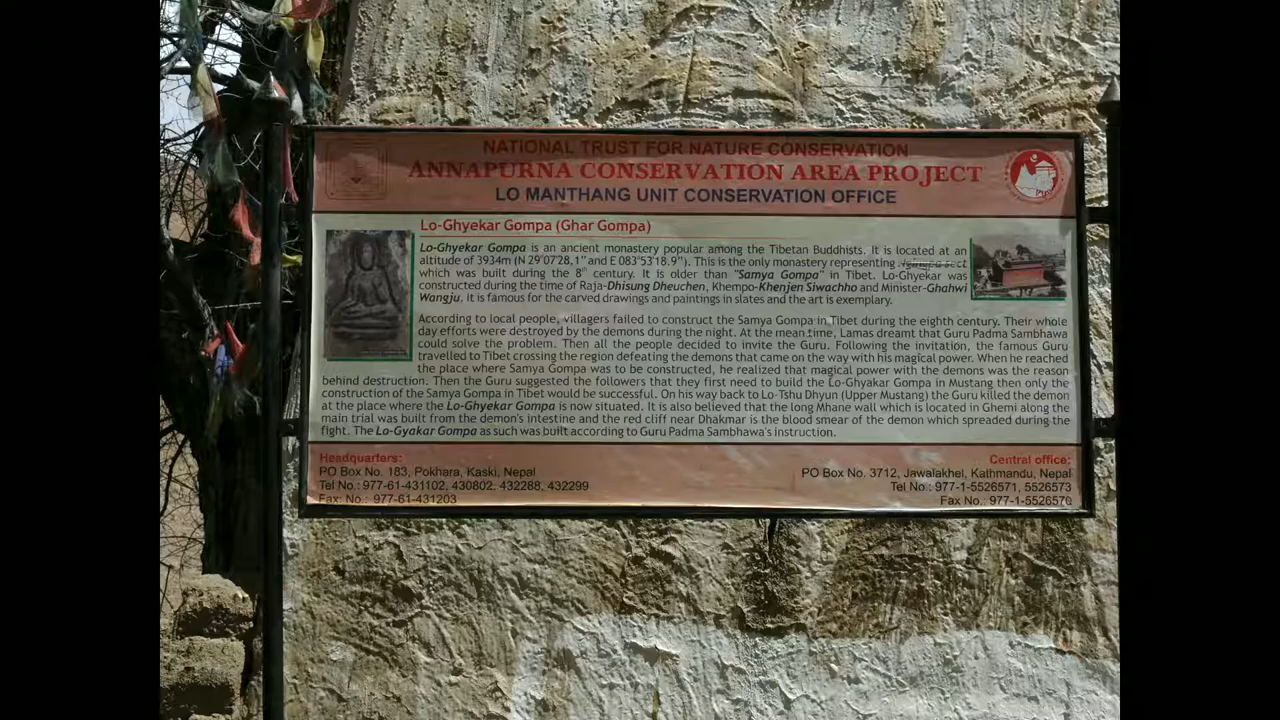 NATIONAL TRUST FOR NATURE CONSERVATION
ANNAPURNA CONSERVATION AREA PROJECT
LO MANTHANG UNIT CONSERVATION OFFICE
Lo-Ghyekar Gompa (Ghar Gompa)
Lo-Ghyekar Gompa is an ancient monastery popular among the Tibetan Buddhists. It is located at an
altitude of 3934m (N 29°07'28.1" and E 083°53'18.9"). This is the only monastery representing
which was built during the 8th century. It is older than "Samya Gompa" in Tibet. Lo-Ghyekar was
constructed during the time of Raja-Dhisung Dheuchen, Khempo-Khenjen Siwachho and Minister-Ghahwi
Wangju. It is famous for the carved drawings and paintings in slates and the art is exemplary.
According to local people, villagers failed to construct the Samya Gompa in Tibet during the eighth century. Their whole
day efforts were destroyed by the demons during the night. At the mean time, Lamas dreamt that Guru Padma Sambhawa
could solve the problem. Then all the people decided to invite the Guru. Following the invitation, the famous Guru
travelled to Tibet crossing the region defeating the demons that came on the way with his magical power. When he reached
the place where Samya Gompa was to be constructed, he realized that magical power with the demons was the reason
behind destruction. Then the Guru suggested the followers that they first need to build the Lo-Ghyakar Gompa in Mustang then only the
construction of the Samya Gompa in Tibet would be successful. On his way back to Lo-Tshu Dhyun (Upper Mustang) the Guru killed the demon
at the place where the Lo-Ghyekar Gompa is now situated. It is also believed that the long Mhane wall which is located in Ghemi along the
main trial was built from the demon's intestine and the red cliff near Dhakmar is the blood smear of the demon which spreaded during the
fight. The Lo-Gyakar Gompa as such was built according to Guru Padma Sambhawa's instruction.
Headquarters:
PO Box No. 183, Pokhara, Kaski, Nepal
Tel No.: 977-61-431102, 430802, 432288, 432299
Fax: No.: 977-61-431203
Central office:
PO Box No. 3712, Jawalakhel, Kathmandu, Nepal
Tel No.: 977-1-5526571, 5526573
Fax No.: 977-1-5526570